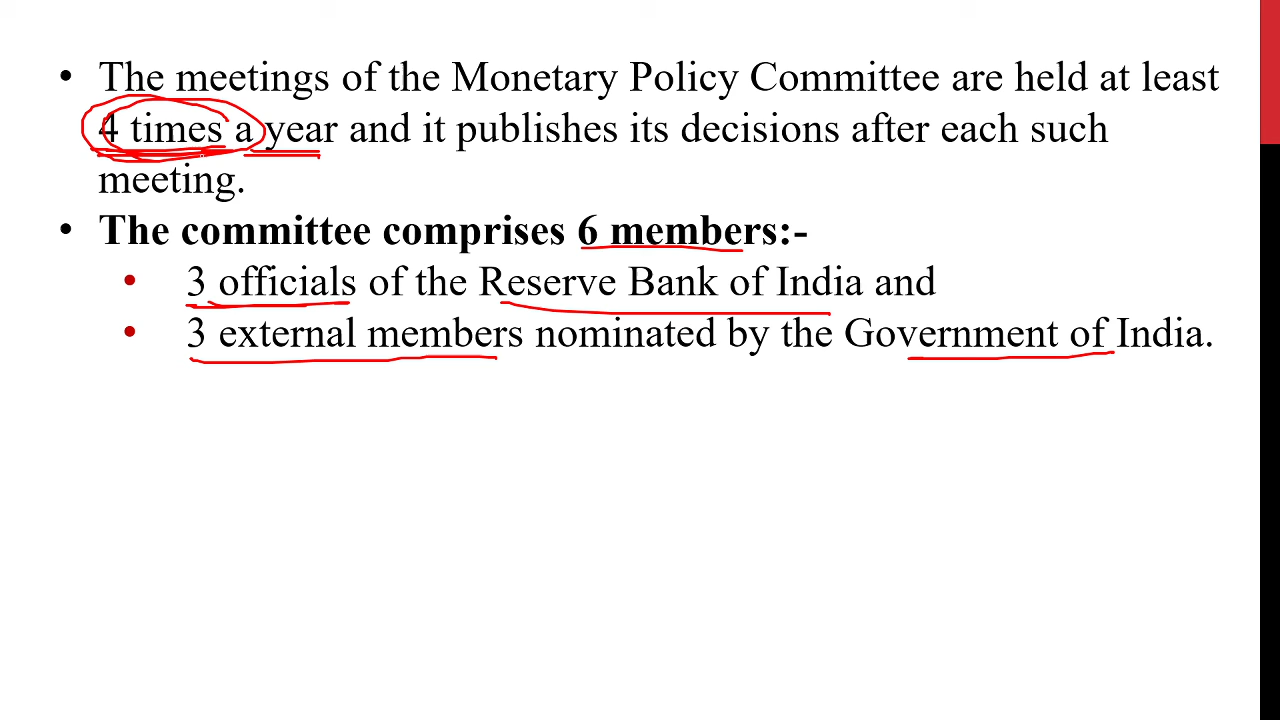 • The meetings of the Monetary Policy Committee are held at least
4 times a year and it publishes its decisions after each such
meeting.
• The committee comprises 6 members:-
• 3 officials of the Reserve Bank of India and
• 3 external members nominated by the Government of India.